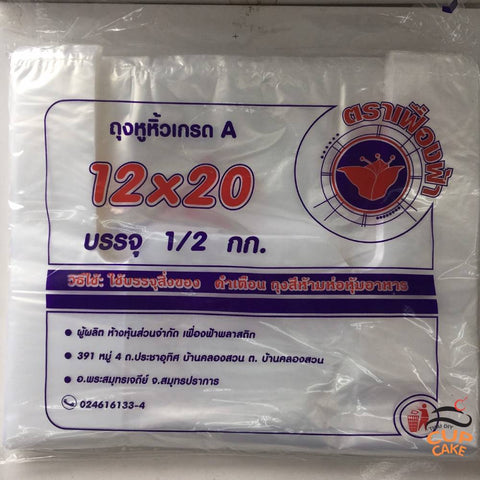 ถุงหูหิ้วเกรด A
ตราเฟื่องฟ้า
12x20
บรรจุ 1/2 กก.
วิธีใช้: ใช้บรรจุสิ่งของ คำเตือน ถุงสีห้ามห่อหุ้มอาหาร
● ผู้ผลิต ห้างหุ้นส่วนจำกัด เฟื่องฟ้าพลาสติก
● 391 หมู่ 4 ถ.ประชาอุทิศ บ้านคลองสวน ต. บ้านคลองสวน
● อ.พระสมุทรเจดีย์ จ.สมุทรปราการ
024616133-4
CUP
CAKE